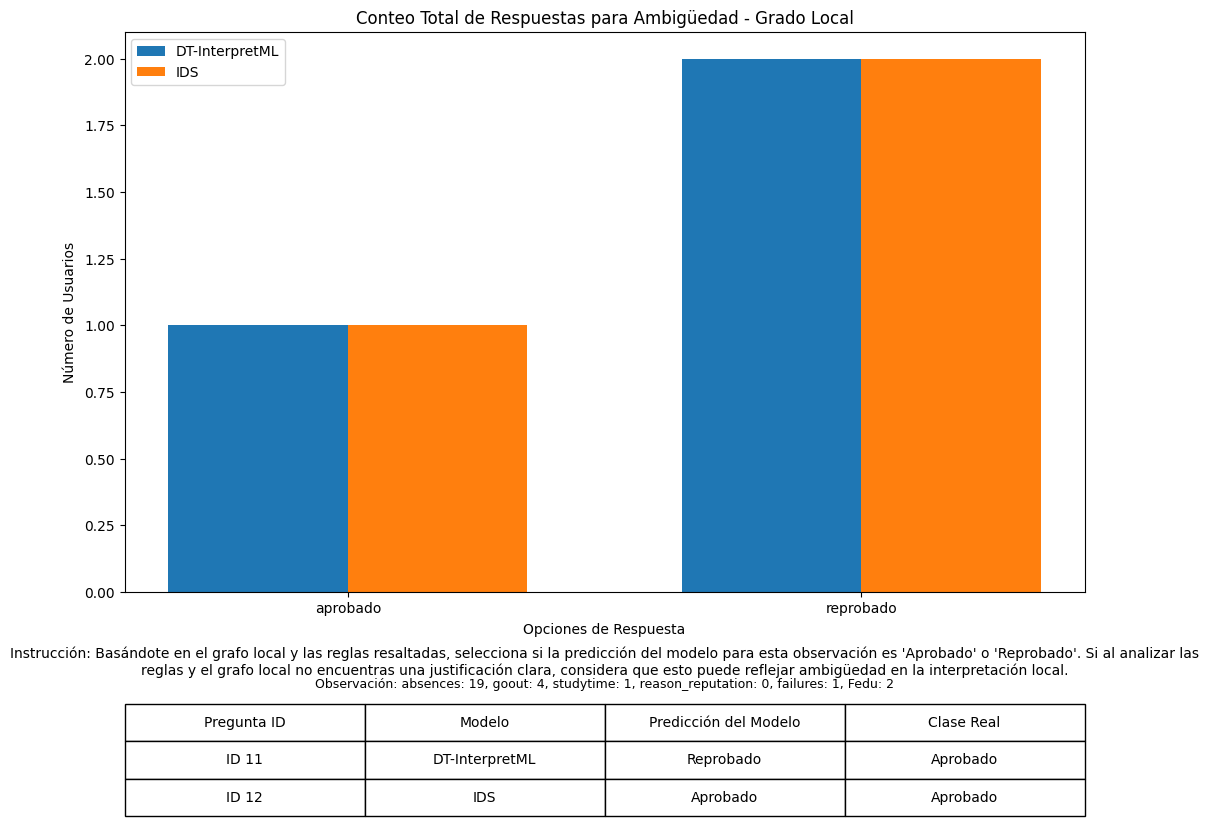 Conteo Total de Respuestas para Ambigüedad - Grado Local
DT-InterpretML
IDS
2.00
1.75
1.50
1.25
1.00
0.75
0.50
0.25
0.00
Número de Usuarios
aprobado
reprobado
Opciones de Respuesta
Instrucción: Basándote en el grafo local y las reglas resaltadas, selecciona si la predicción del modelo para esta observación es 'Aprobado' o 'Reprobado'. Si al analizar las
reglas y el grafo local no encuentras una justificación clara, considera que esto puede reflejar ambigüedad en la interpretación local.
Observación: absences: 19, goout: 4, studytime: 1, reason_reputation: 0, failures: 1, Fedu: 2
Pregunta ID Modelo Predicción del Modelo Clase Real
ID 11 DT-InterpretML Reprobado Aprobado
ID 12 IDS Aprobado Aprobado